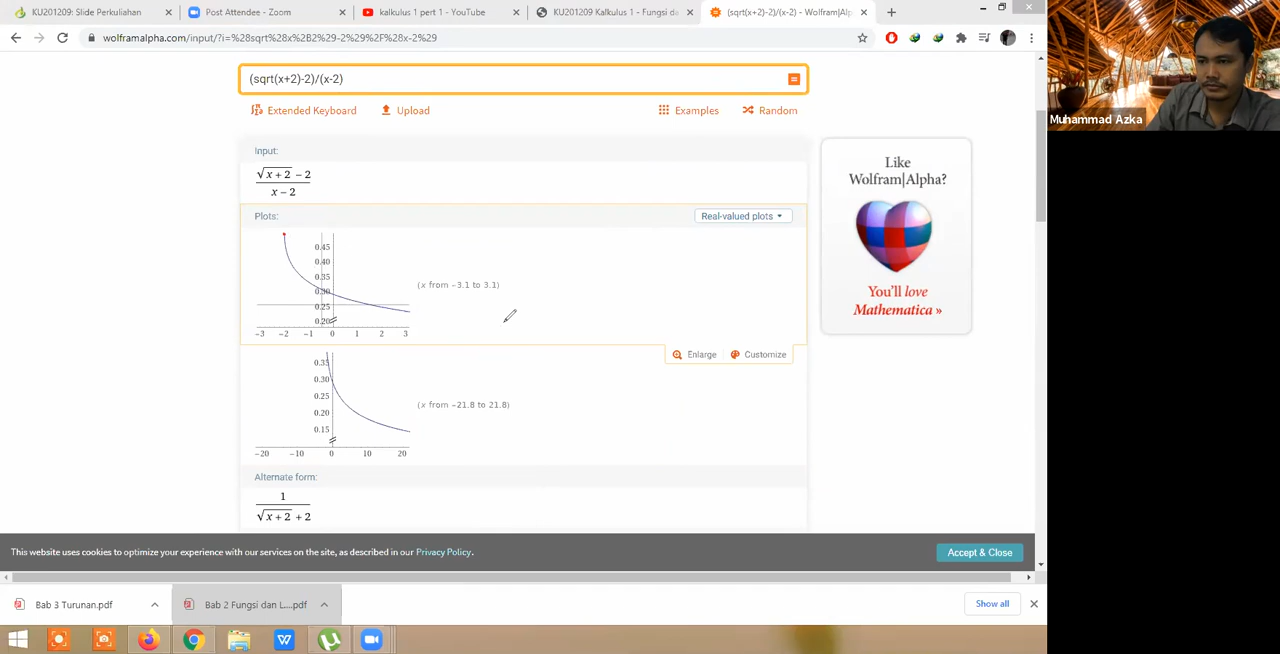 KU201209: Slide Perkuliahan
Post Attendee - Zoom
kalkulus 1 pert 1 - YouTube
KU201209 Kalkulus 1 - Fungsi da
(sqrt(x+2)-2)/(x-2) - Wolfram|Alp
wolframalpha.com/input/?i=%28sqrt%28x%2B2%29-2%29%2F%28x-2%29
(sqrt(x+2)-2)/(x-2)
Extended Keyboard
Upload
Examples
Random
Muhammad Azka
Input:
√x + 2 − 2
x − 2
Plots:
Real-valued plots
0.45
0.40
0.35
0.30
0.25
0.20
−3 −2 −1 0 1 2 3
(x from −3.1 to 3.1)
Enlarge
Customize
0.35
0.30
0.25
0.20
0.15
−20 −10 0 10 20
(x from −21.8 to 21.8)
Alternate form:
1
√x + 2 + 2
Like
Wolfram|Alpha?
You'll love
Mathematica »
This website uses cookies to optimize your experience with our services on the site, as described in our Privacy Policy.
Accept & Close
Bab 3 Turunan.pdf
Bab 2 Fungsi dan L....pdf
Show all